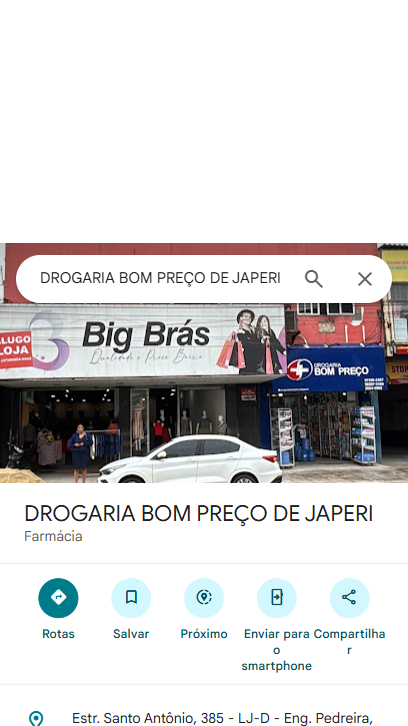 DROGARIA BOM PREÇO DE JAPERI
ALUGO
LOJA
Big Brás
Qualidade e Preço Baixo
DROGARIA
BOM PREÇO
STOP
DROGARIA BOM PREÇO DE JAPERI
Farmácia
Rotas
Salvar
Próximo
Enviar para
o
smartphone
Compartilha
r
Estr. Santo Antônio, 385 - LJ-D - Eng. Pedreira,